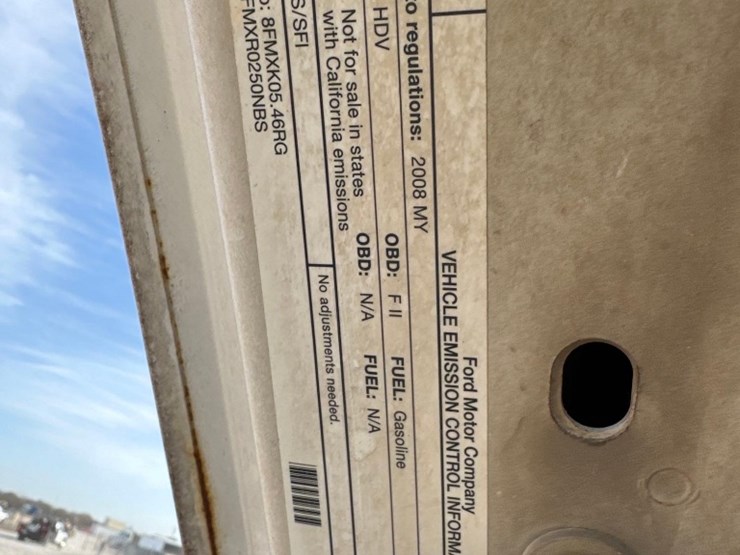 Ford Motor Company
VEHICLE EMISSION CONTROL INFORM
to regulations: 2008 MY
HDV OBD: F II FUEL: Gasoline
Not for sale in states OBD: N/A FUEL: N/A
with California emissions
S/SFI No adjustments needed.
: 8FMXK05.46RG
FMXR0250NBS